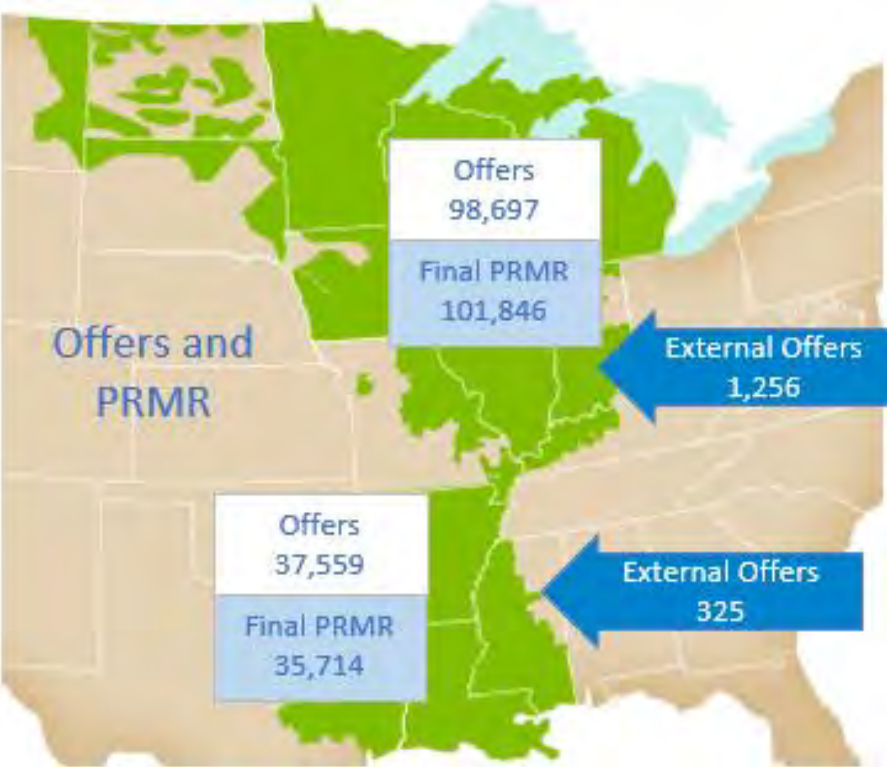 Offers
98,697
Final PRMR
101,846
Offers and
PRMR
External Offers
1,256
Offers
37,559
Final PRMR
35,714
External Offers
325